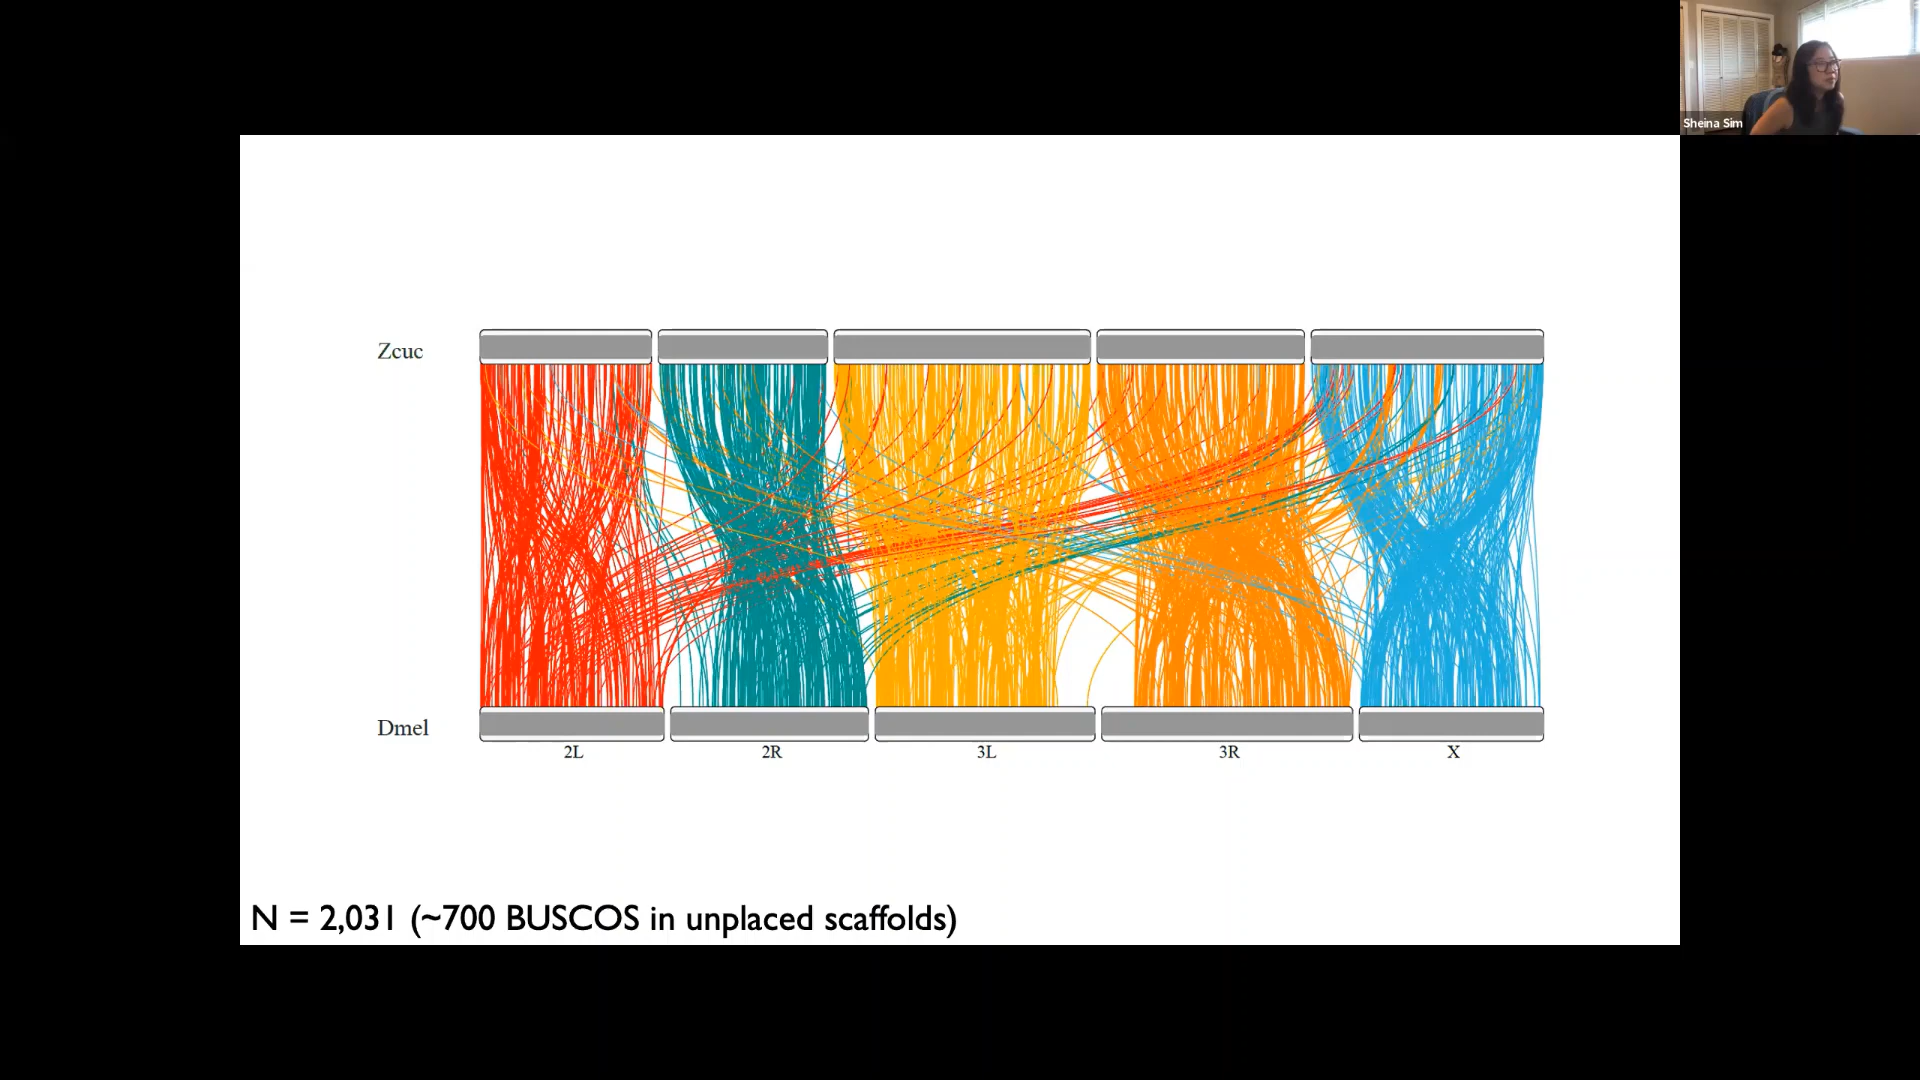 Sheina Sim
Zcuc
Dmel
2L 2R 3L 3R X
N = 2,031 (~700 BUSCOS in unplaced scaffolds)